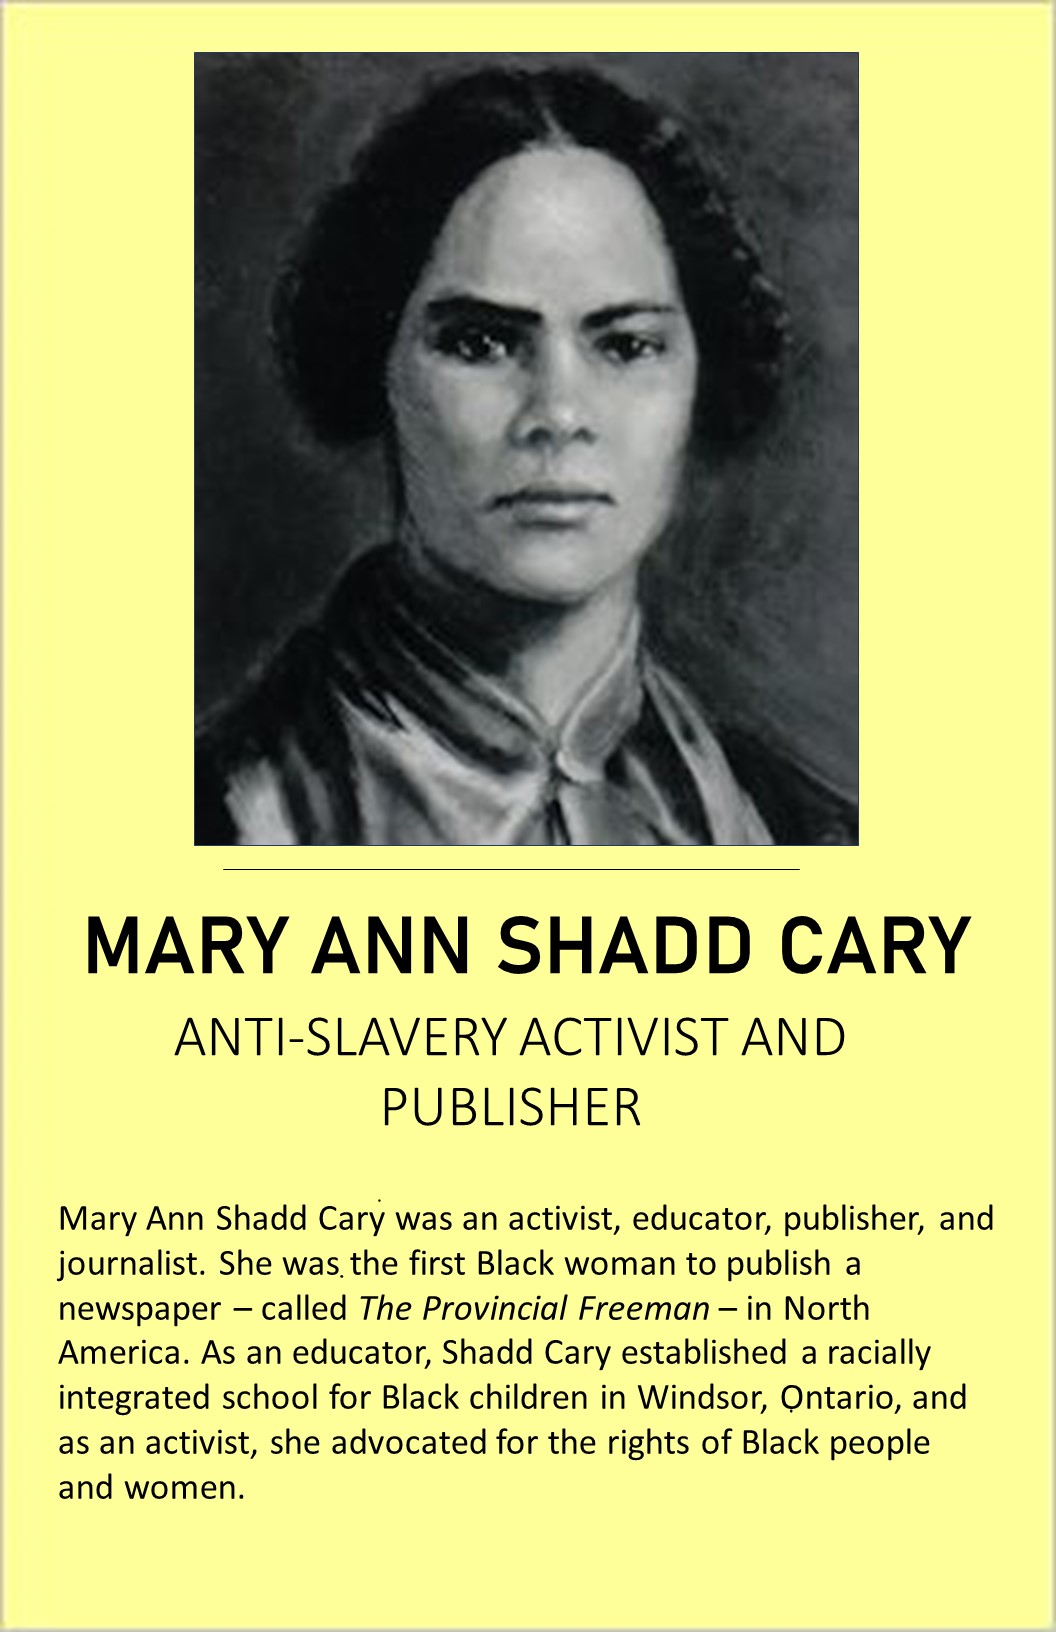 MARY ANN SHADD CARY
ANTI-SLAVERY ACTIVIST AND
PUBLISHER
Mary Ann Shadd Cary was an activist, educator, publisher, and
journalist. She was the first Black woman to publish a
newspaper – called The Provincial Freeman – in North
America. As an educator, Shadd Cary established a racially
integrated school for Black children in Windsor, Ontario, and
as an activist, she advocated for the rights of Black people
and women.